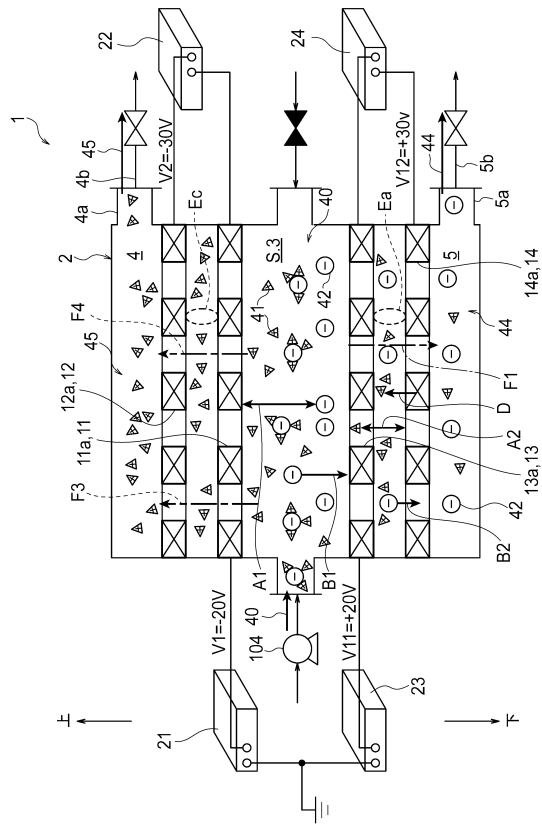 1
22
24
45
4b
4a
V2=-30V
Ec
40
V12=+30v
Ea
44
5b
5a
2
4
S.3
5
F4
45
41
42
14a,14
44
12a,12
11a,11
F1
D
A2
13a,13
F3
A1
B1
B2
42
V1=-20V
40
104
V11=+20V
上
21
23
下